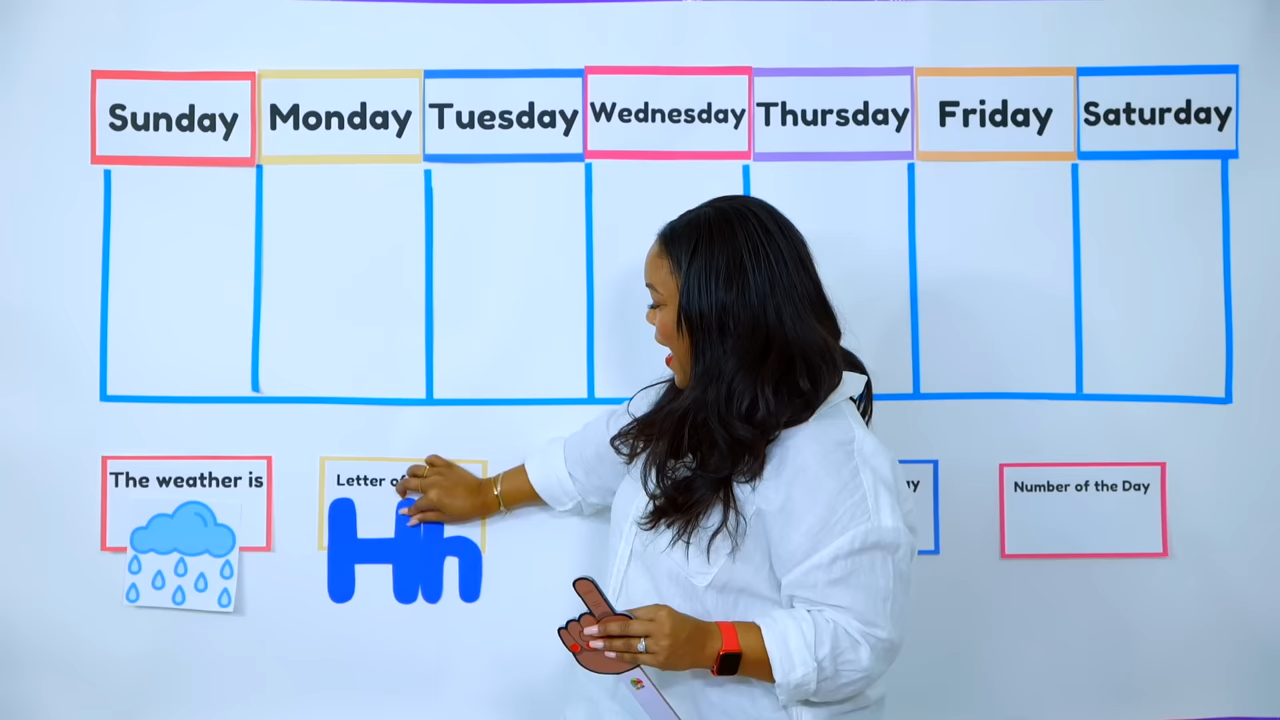 Sunday Monday Tuesday Wednesday Thursday Friday Saturday
The weather is
Letter
Hh
Number of the Day